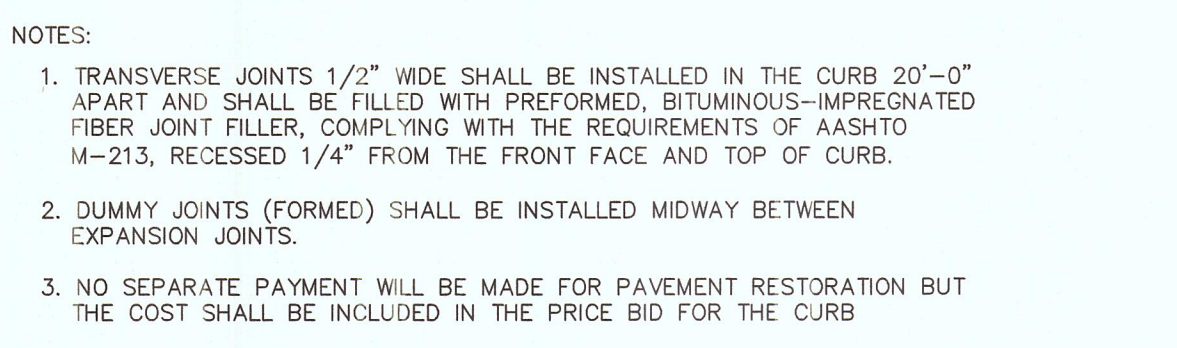 NOTES:
1. TRANSVERSE JOINTS 1/2" WIDE SHALL BE INSTALLED IN THE CURB 20'-0"
APART AND SHALL BE FILLED WITH PREFORMED, BITUMINOUS-IMPREGNATED
FIBER JOINT FILLER, COMPLYING WITH THE REQUIREMENTS OF AASHTO
M-213, RECESSED 1/4" FROM THE FRONT FACE AND TOP OF CURB.
2. DUMMY JOINTS (FORMED) SHALL BE INSTALLED MIDWAY BETWEEN
EXPANSION JOINTS.
3. NO SEPARATE PAYMENT WILL BE MADE FOR PAVEMENT RESTORATION BUT
THE COST SHALL BE INCLUDED IN THE PRICE BID FOR THE CURB